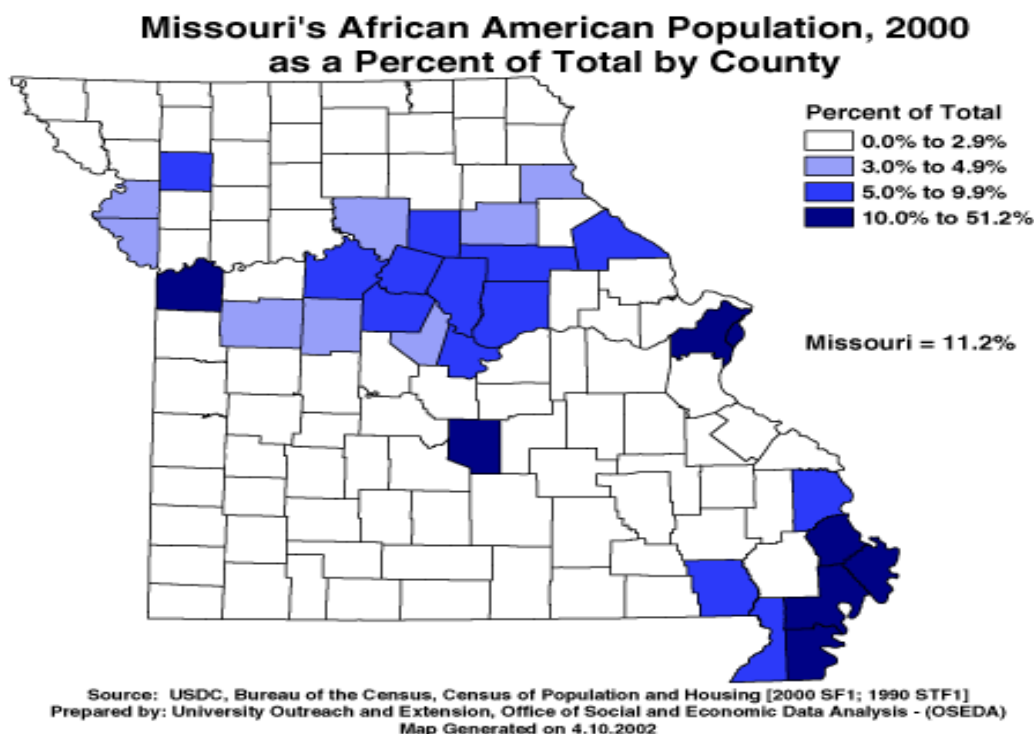 Missouri's African American Population, 2000
as a Percent of Total by County
Percent of Total
0.0% to 2.9%
3.0% to 4.9%
5.0% to 9.9%
10.0% to 51.2%
Missouri = 11.2%
Source: USDC, Bureau of the Census, Census of Population and Housing [2000 SF1; 1990 STF1]
Prepared by: University Outreach and Extension, Office of Social and Economic Data Analysis - (OSEDA)
Map Generated on 4.10.2002